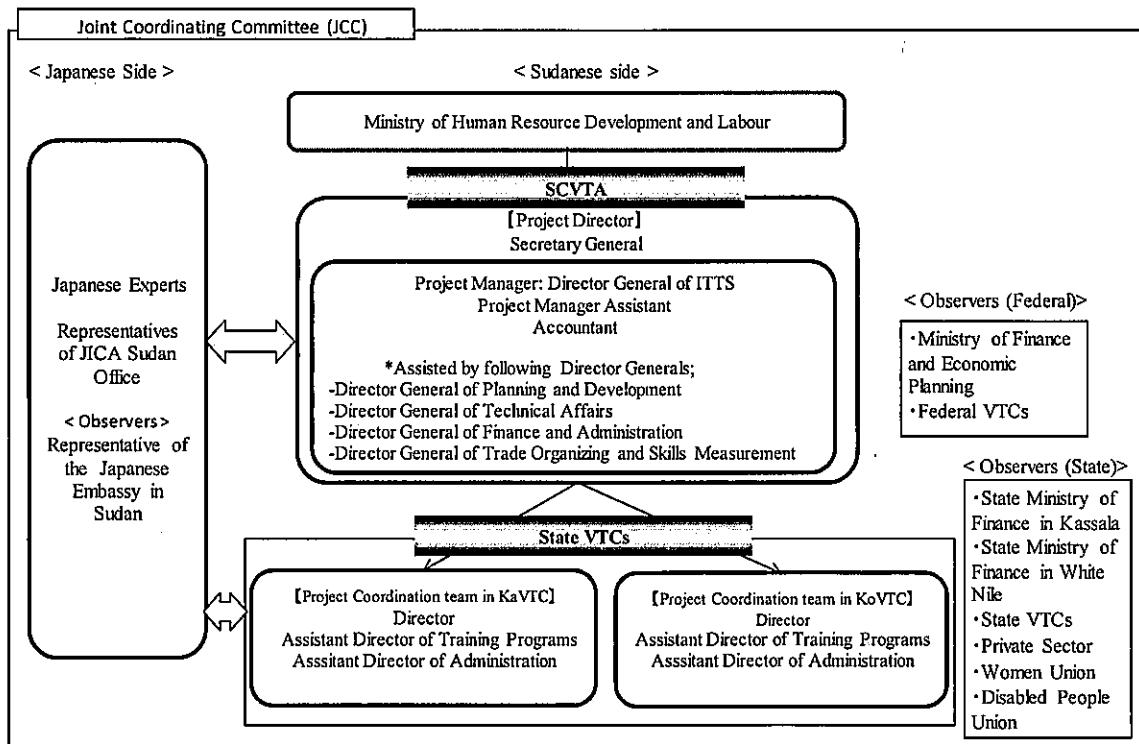 Joint Coordinating Committee (JCC)
< Japanese Side >
< Sudanese side >
Ministry of Human Resource Development and Labour
SCVTA
【Project Director】
Secretary General
Project Manager: Director General of ITTS
Project Manager Assistant
Accountant
*Assisted by following Director Generals;
-Director General of Planning and Development
-Director General of Technical Affairs
-Director General of Finance and Administration
-Director General of Trade Organizing and Skills Measurement
Japanese Experts
Representatives
of JICA Sudan
Office
< Observers>
Representative of
the Japanese
Embassy in
Sudan
< Observers (Federal)>
・Ministry of Finance
and Economic
Planning
・Federal VTCs
< Observers (State)>
・State Ministry of
Finance in Kassala
・State Ministry of
Finance in White
Nile
・State VTCs
・Private Sector
・Women Union
・Disabled People
Union
State VTCs
【Project Coordination team in KaVTC】
Director
Assistant Director of Training Programs
Asssitant Director of Administration
【Project Coordination team in KoVTC】
Director
Assistant Director of Training Programs
Asssitant Director of Administration